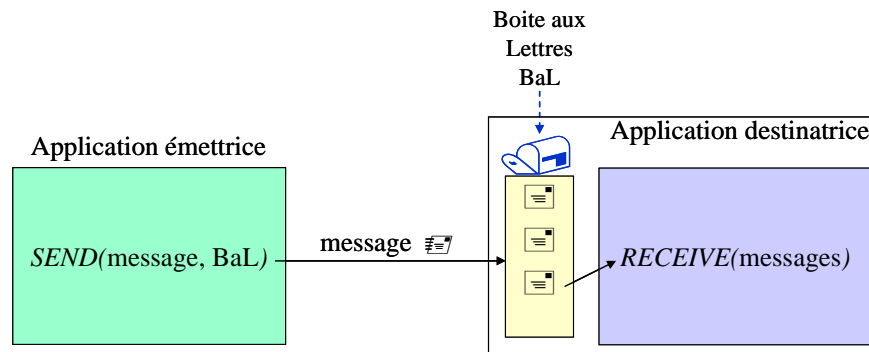 Boite aux
Lettres
BaL
Application émettrice
Application destinatrice
SEND(message, BaL)
message
RECEIVE(messages)